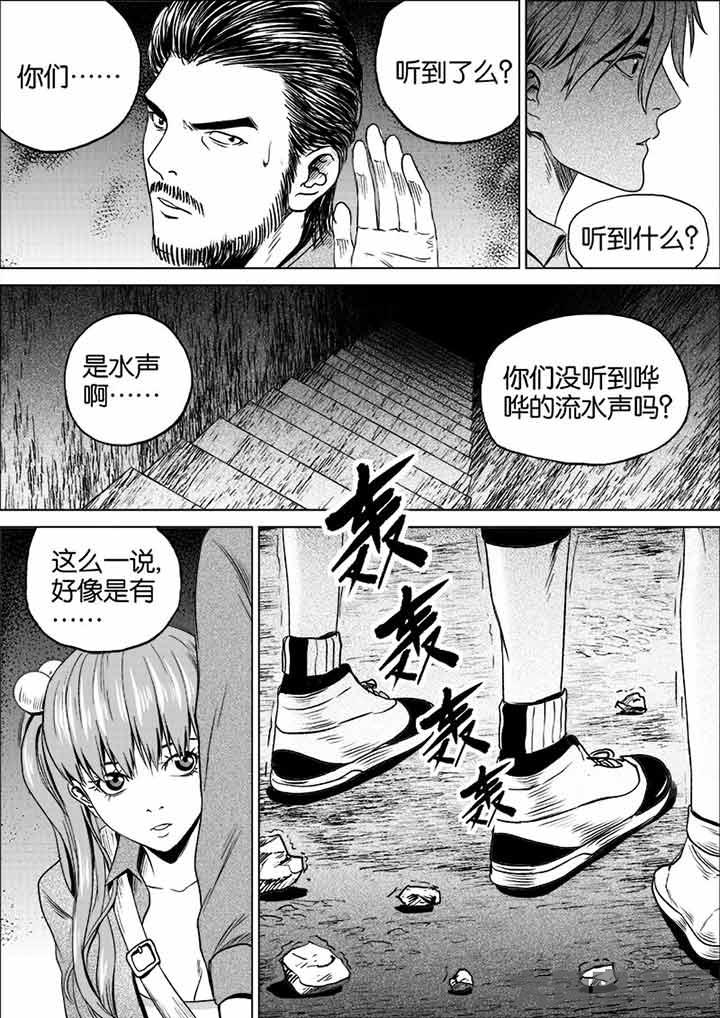 你们……
听到了么？
听到什么？
是水声
啊……
你们没听到哗
哗的流水声吗？
这么一说，
好像是有
……
轰
轰
轰
轰